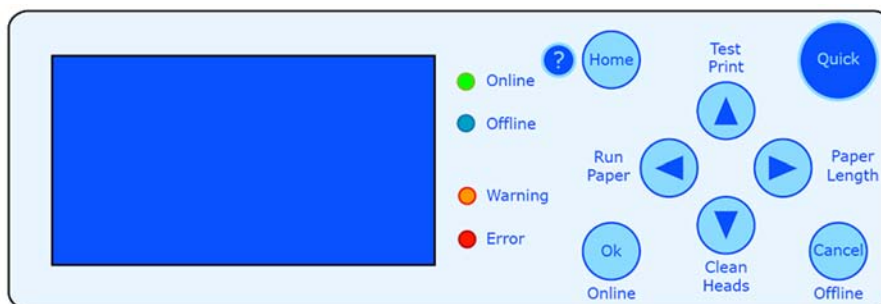 ?
Home
Test
Print
Quick
Online
Offline
Run
Paper
Paper
Length
Warning
Error
Ok
Cancel
Clean
Heads
Online
Offline